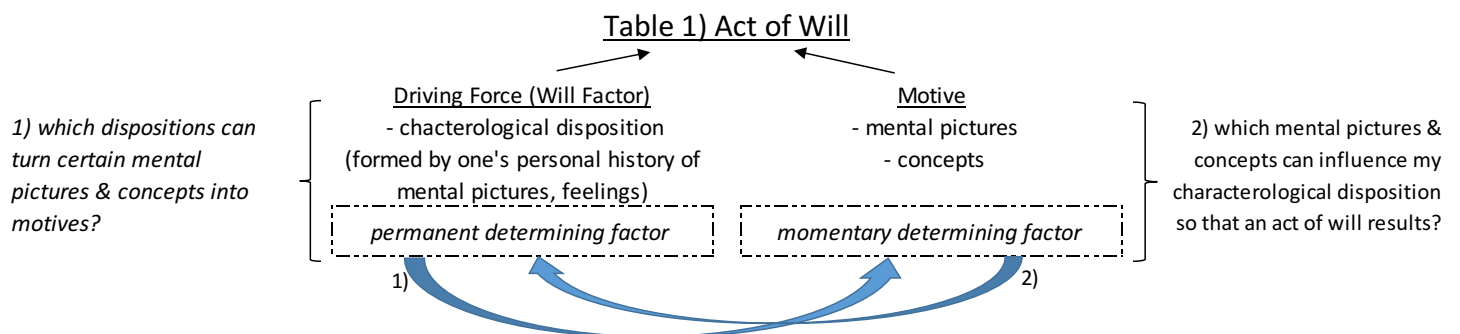 Table 1) Act of Will
1) which dispositions can
turn certain mental
pictures & concepts into
motives?
Driving Force (Will Factor)
- chacterological disposition
(formed by one's personal history of
mental pictures, feelings)
permanent determining factor
Motive
- mental pictures
- concepts
momentary determining factor
2) which mental pictures &
concepts can influence my
characterological disposition
so that an act of will results?
1)
2)